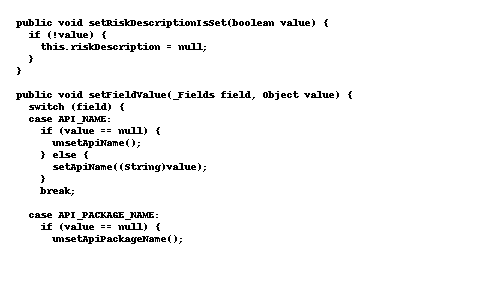 public void setRiskDescriptionIsSet(boolean value) {
  if (!value) {
    this.riskDescription = null;
  }
}

public void setFieldValue(_Fields field, Object value) {
  switch (field) {
  case API_NAME:
    if (value == null) {
      unsetApiName();
    } else {
      setApiName((String)value);
    }
    break;

  case API_PACKAGE_NAME:
    if (value == null) {
      unsetApiPackageName();